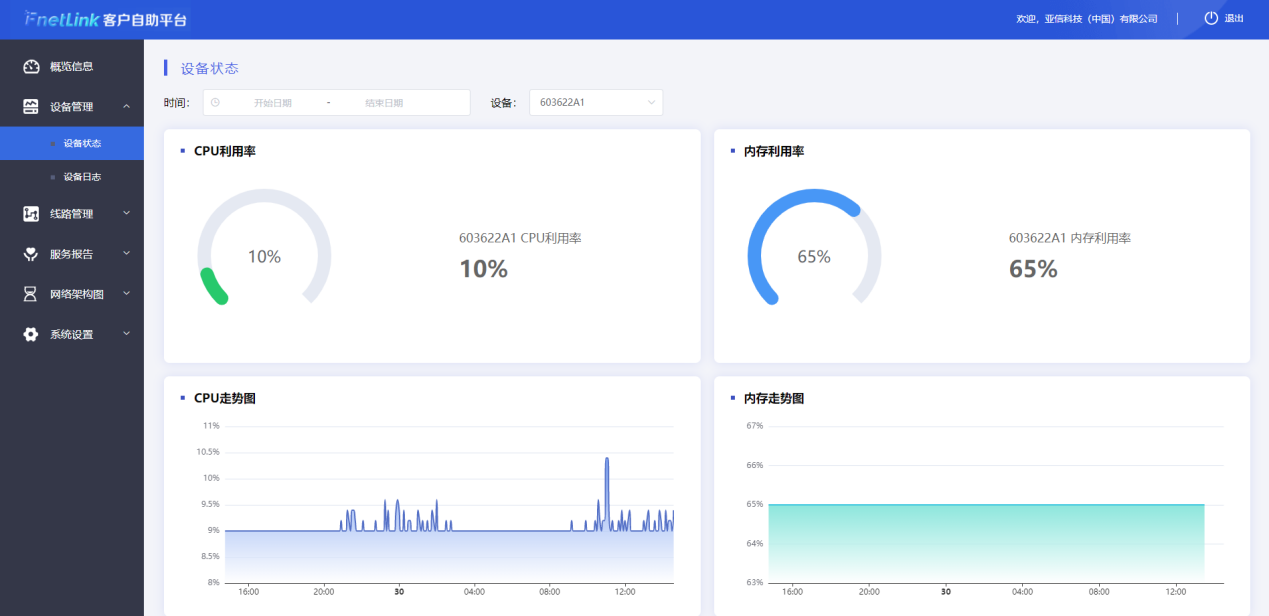 FnetLink 客户自助平台
欢迎, 亚信科技（中国）有限公司
退出
概览信息
设备管理
设备状态
设备日志
线路管理
服务报告
网络架构图
系统设置
设备状态
时间:
开始日期 - 结束日期
设备:
603622A1
CPU利用率
10%
603622A1 CPU利用率
10%
内存利用率
65%
603622A1 内存利用率
65%
CPU走势图
11%
10.5%
10%
9.5%
9%
8.5%
8%
16:00 20:00 30 04:00 08:00 12:00
内存走势图
67%
66%
65%
64%
63%
16:00 20:00 30 04:00 08:00 12:00